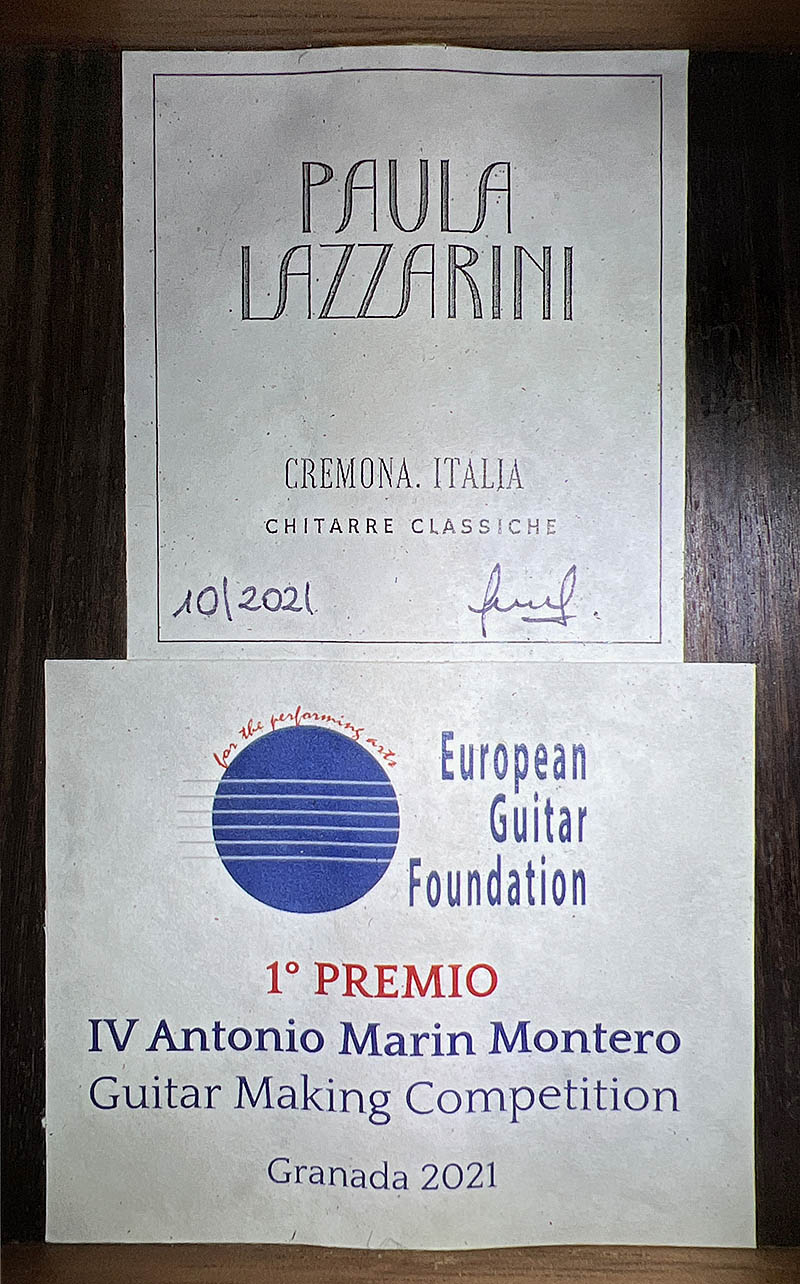 PAULA
LAZZARINI
CREMONA. ITALIA
CHITARRE CLASSICHE
10/2021
for the performing arts
European
Guitar
Foundation
1° PREMIO
IV Antonio Marin Montero
Guitar Making Competition
Granada 2021